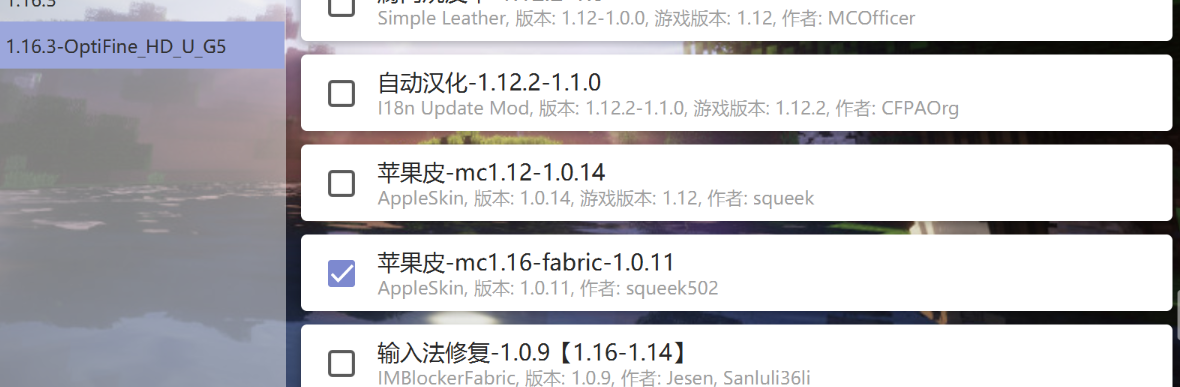 1.16.3
1.16.3-OptiFine_HD_U_G5
Simple Leather, 版本: 1.12-1.0.0, 游戏版本: 1.12, 作者: MCOfficer
自动汉化-1.12.2-1.1.0
I18n Update Mod, 版本: 1.12.2-1.1.0, 游戏版本: 1.12.2, 作者: CFPAOrg
苹果皮-mc1.12-1.0.14
AppleSkin, 版本: 1.0.14, 游戏版本: 1.12, 作者: squeek
苹果皮-mc1.16-fabric-1.0.11
AppleSkin, 版本: 1.0.11, 作者: squeek502
输入法修复-1.0.9【1.16-1.14】
IMBlockerFabric, 版本: 1.0.9, 作者: Jesen, Sanluli36li